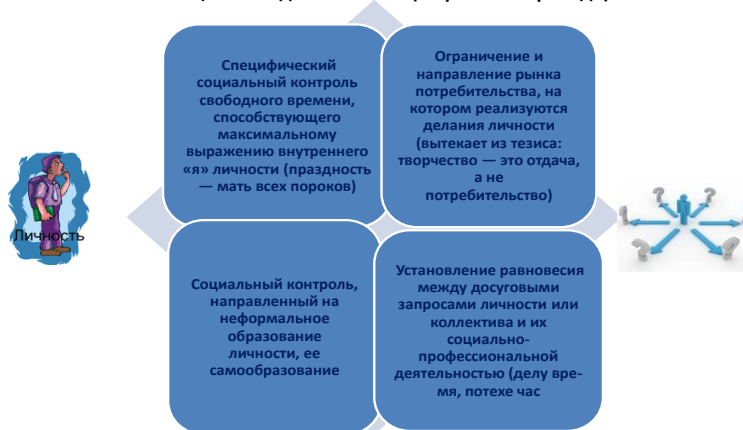 Специфический
социальный контроль
свободного времени,
способствующего
максимальному
выражению внутреннего
«я» личности (праздность
— мать всех пороков)
Ограничение и
направление рынка
потребительства, на
котором реализуются
делания личности
(вытекает из тезиса:
творчество — это отдача,
а не
потребительство)
Личность
Социальный контроль,
направленный на
неформальное
образование
личности, ее
самообразование
Установление равновесия
между досуговыми
запросами личности или
коллектива и их
социально-
профессиональной
деятельностью (делу вре-
мя, потехе час